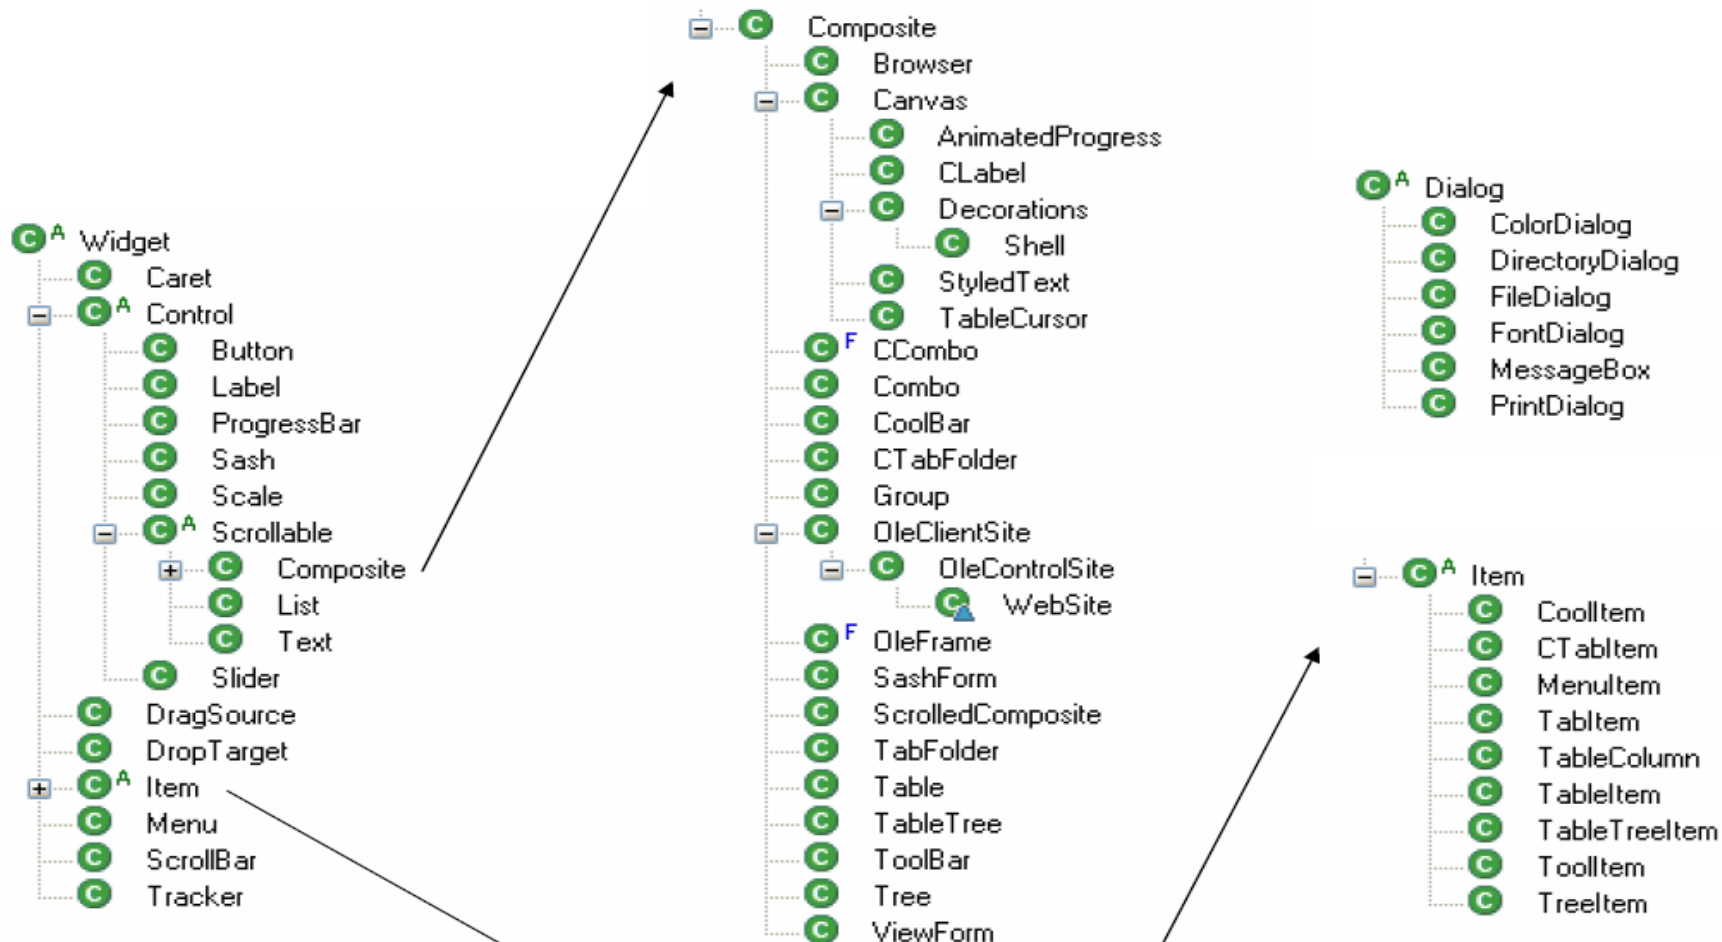 Widget
Caret
Control
Button
Label
ProgressBar
Sash
Scale
Scrollable
Composite
List
Text
Slider
DragSource
DropTarget
Item
Menu
ScrollBar
Tracker
Composite
Browser
Canvas
AnimatedProgress
CLabel
Decorations
Shell
StyledText
TableCursor
CCombo
Combo
CoolBar
CTabFolder
Group
OleClientSite
OleControlSite
WebSite
OleFrame
SashForm
ScrolledComposite
TabFolder
Table
TableTree
ToolBar
Tree
ViewForm
Dialog
ColorDialog
DirectoryDialog
FileDialog
FontDialog
MessageBox
PrintDialog
Item
CoolItem
CTabItem
MenuItem
TabItem
TableColumn
TableItem
TableTreeItem
ToolItem
TreeItem